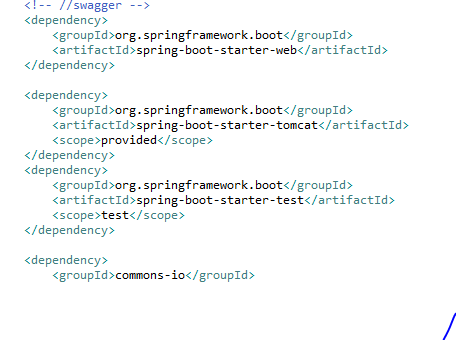 <!-- //swagger -->
<dependency>
<groupId>org.springframework.boot</groupId>
<artifactId>spring-boot-starter-web</artifactId>
</dependency>
<dependency>
<groupId>org.springframework.boot</groupId>
<artifactId>spring-boot-starter-tomcat</artifactId>
<scope>provided</scope>
</dependency>
<dependency>
<groupId>org.springframework.boot</groupId>
<artifactId>spring-boot-starter-test</artifactId>
<scope>test</scope>
</dependency>
<dependency>
<groupId>commons-io</groupId>